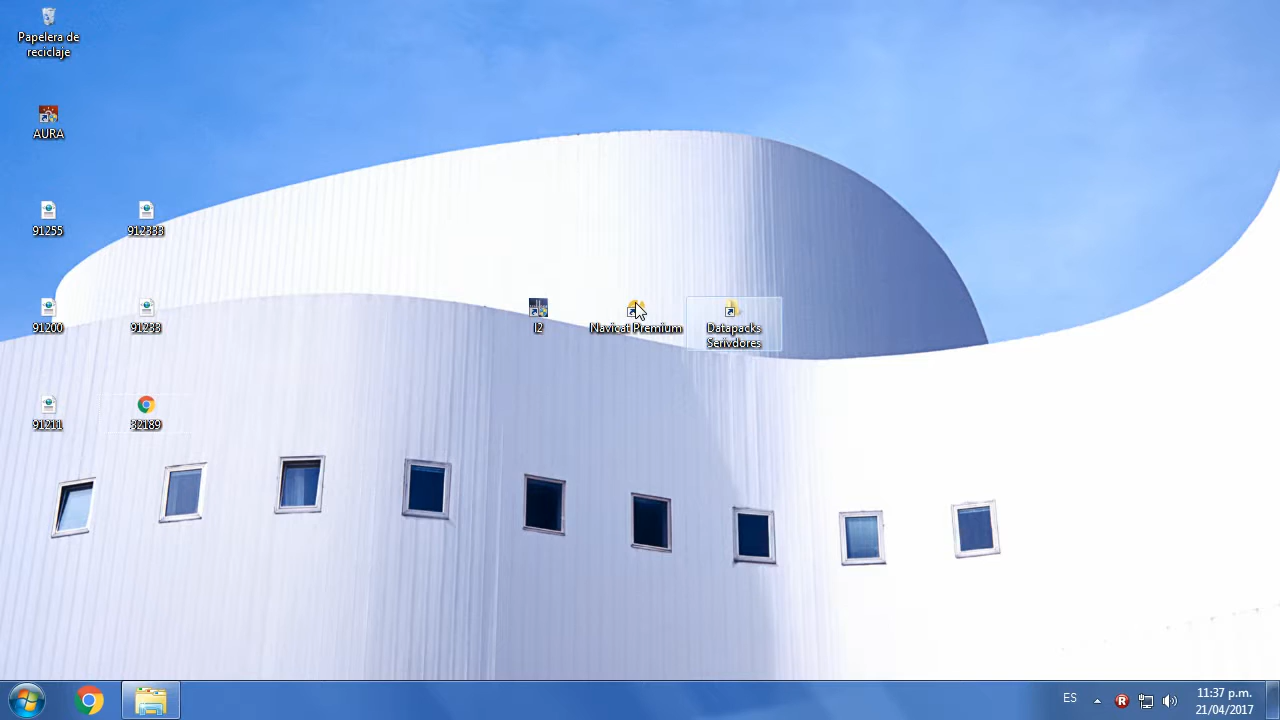 Papelera de
reciclaje
AURA
91255
912333
91200
91233
I2
Navicat Premium
Datapacks
Serivdores
91211
32189
ES
R
11:37 p.m.
21/04/2017